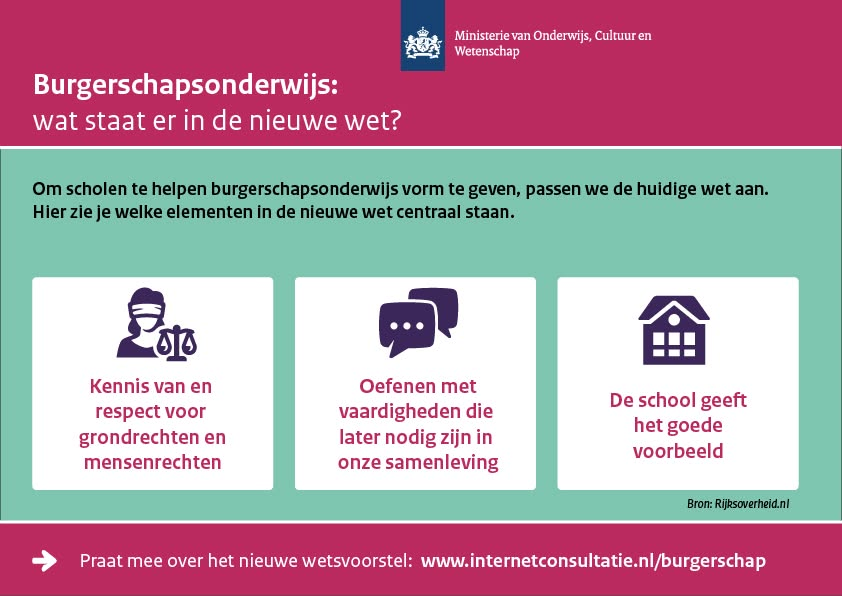 Ministerie van Onderwijs, Cultuur en
Wetenschap
Burgerschapsonderwijs:
wat staat er in de nieuwe wet?
Om scholen te helpen burgerschapsonderwijs vorm te geven, passen we de huidige wet aan.
Hier zie je welke elementen in de nieuwe wet centraal staan.
Kennis van en
respect voor
grondrechten en
mensenrechten
Oefenen met
vaardigheden die
later nodig zijn in
onze samenleving
De school geeft
het goede
voorbeeld
Bron: Rijksoverheid.nl
Praat mee over het nieuwe wetsvoorstel: www.internetconsultatie.nl/burgerschap